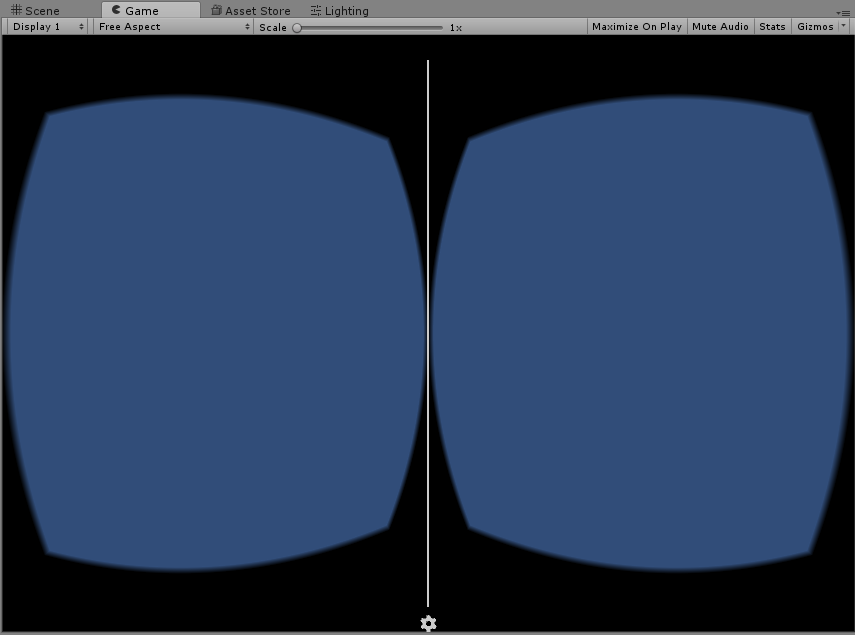 Scene Game Asset Store Lighting
Display 1 Free Aspect Scale 1x Maximize On Play Mute Audio Stats Gizmos